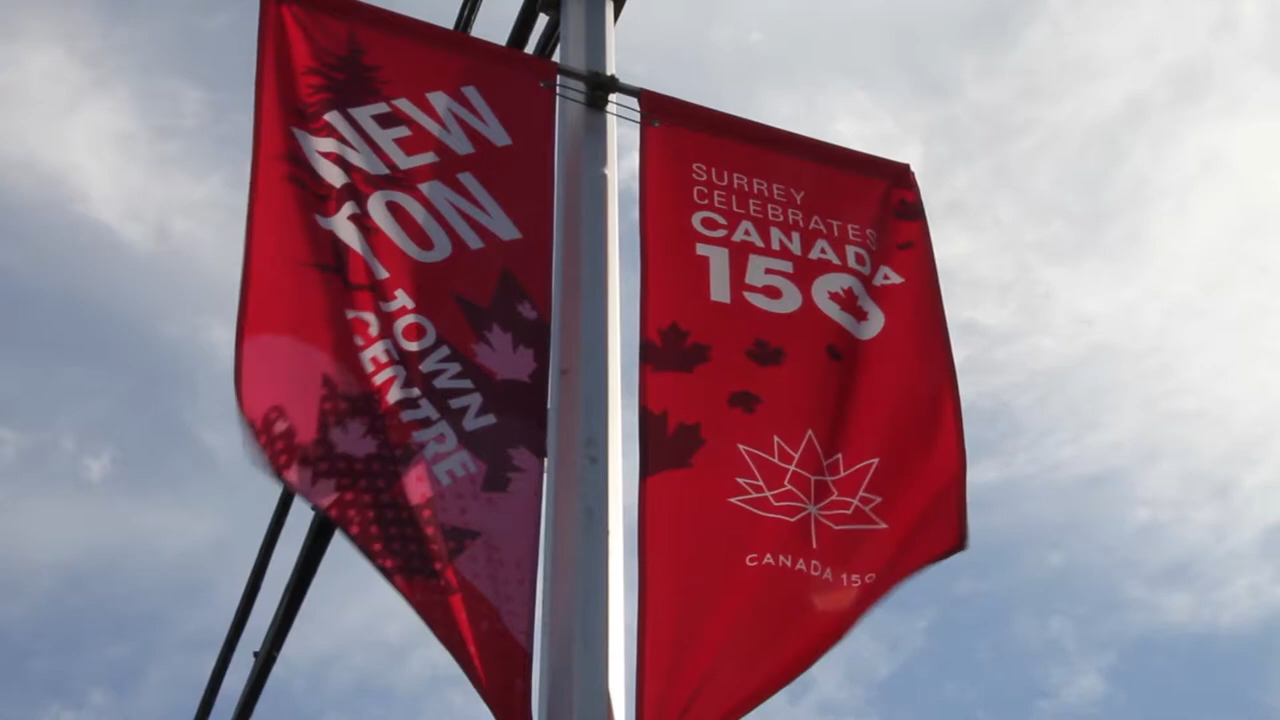 NEW
TON
TOWN
CENTRE
SURREY
CELEBRATES
CANADA
150
CANADA 150